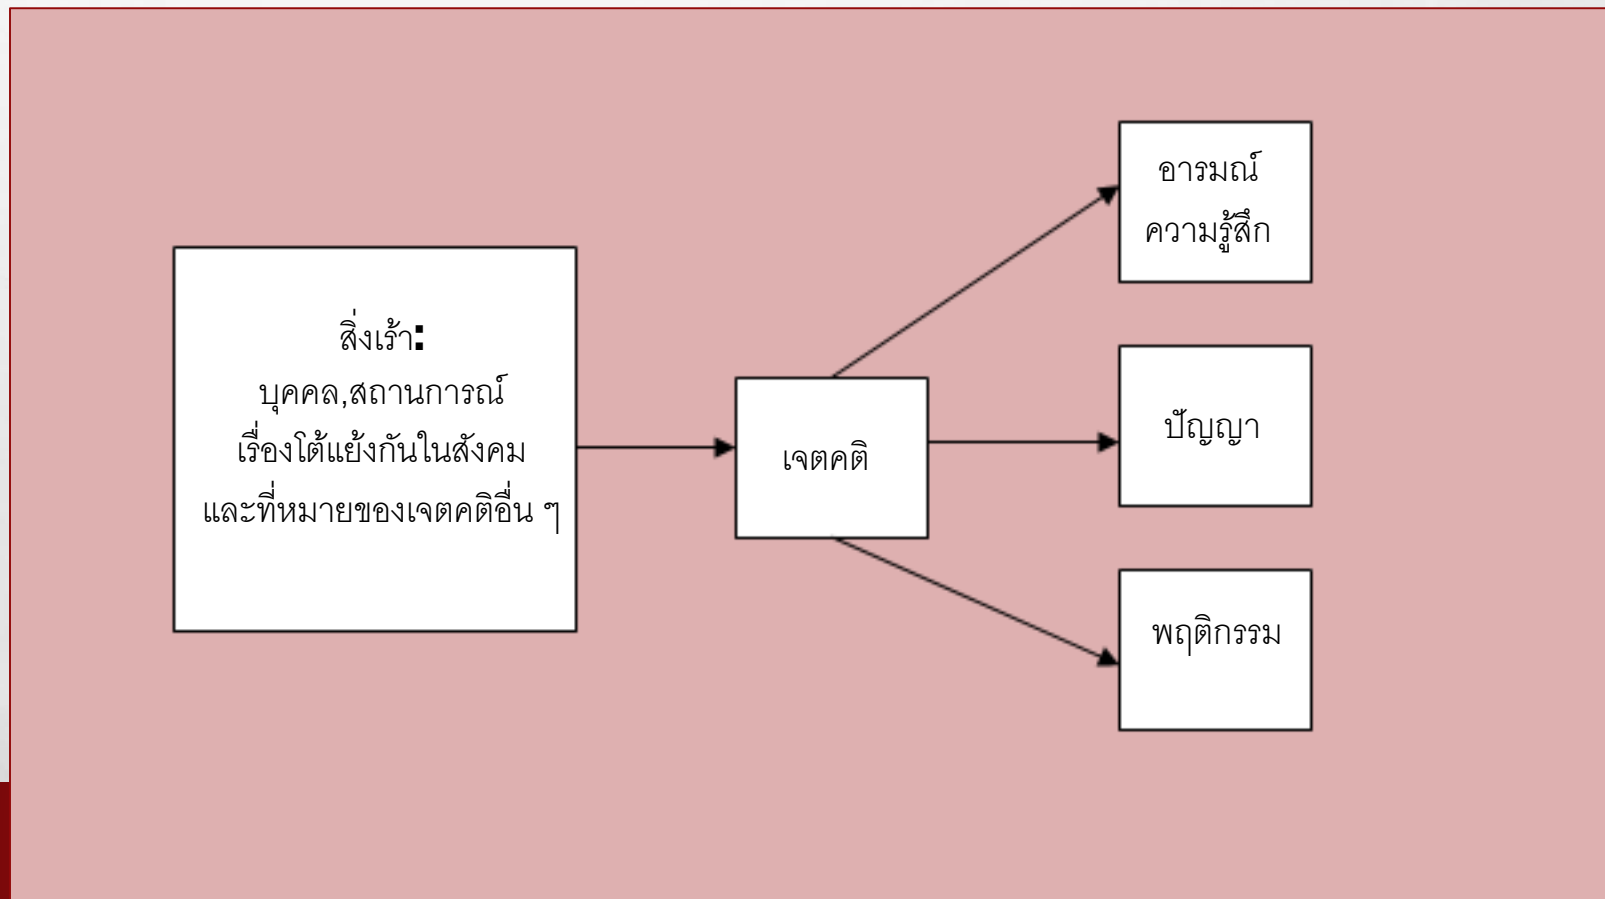 สิ่งเร้า:
บุคคล,สถานการณ์
เรื่องโต้แย้งกันในสังคม
และที่หมายของเจตคติอื่น ๆ
เจตคติ
อารมณ์
ความรู้สึก
ปัญญา
พฤติกรรม